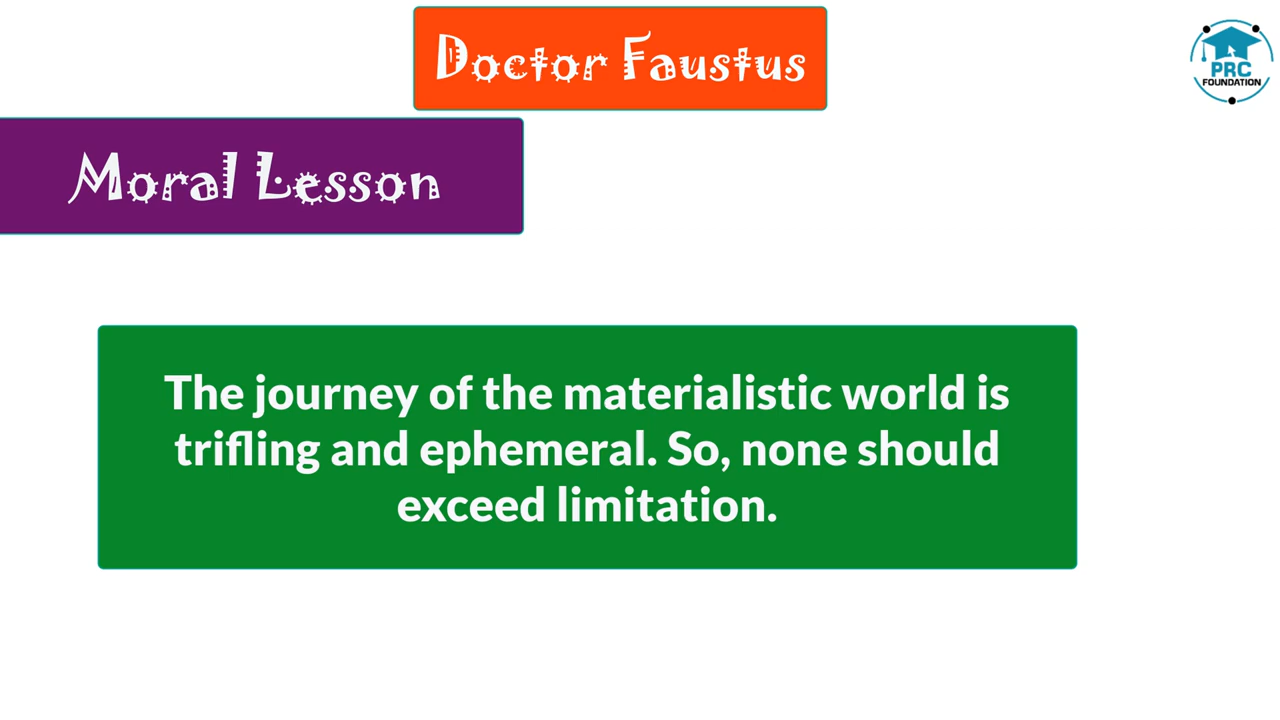 Doctor Faustus
PRC
FOUNDATION
Moral Lesson
The journey of the materialistic world is
trifling and ephemeral. So, none should
exceed limitation.